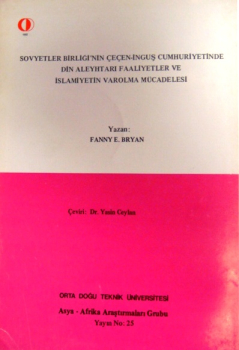 SOVYETLER BİRLİĞİ'NİN ÇEÇEN-İNGUŞ CUMHURİYETİNDE
DİN ALEYHTARI FAALİYETLER VE
İSLAMİYETİN VAROLMA MÜCADELESİ
Yazan:
FANNY E. BRYAN
Çeviri: Dr. Yasin Ceylan
ORTA DOĞU TEKNİK ÜNİVERSİTESİ
Asya - Afrika Araştırmaları Grubu
Yayın No: 25